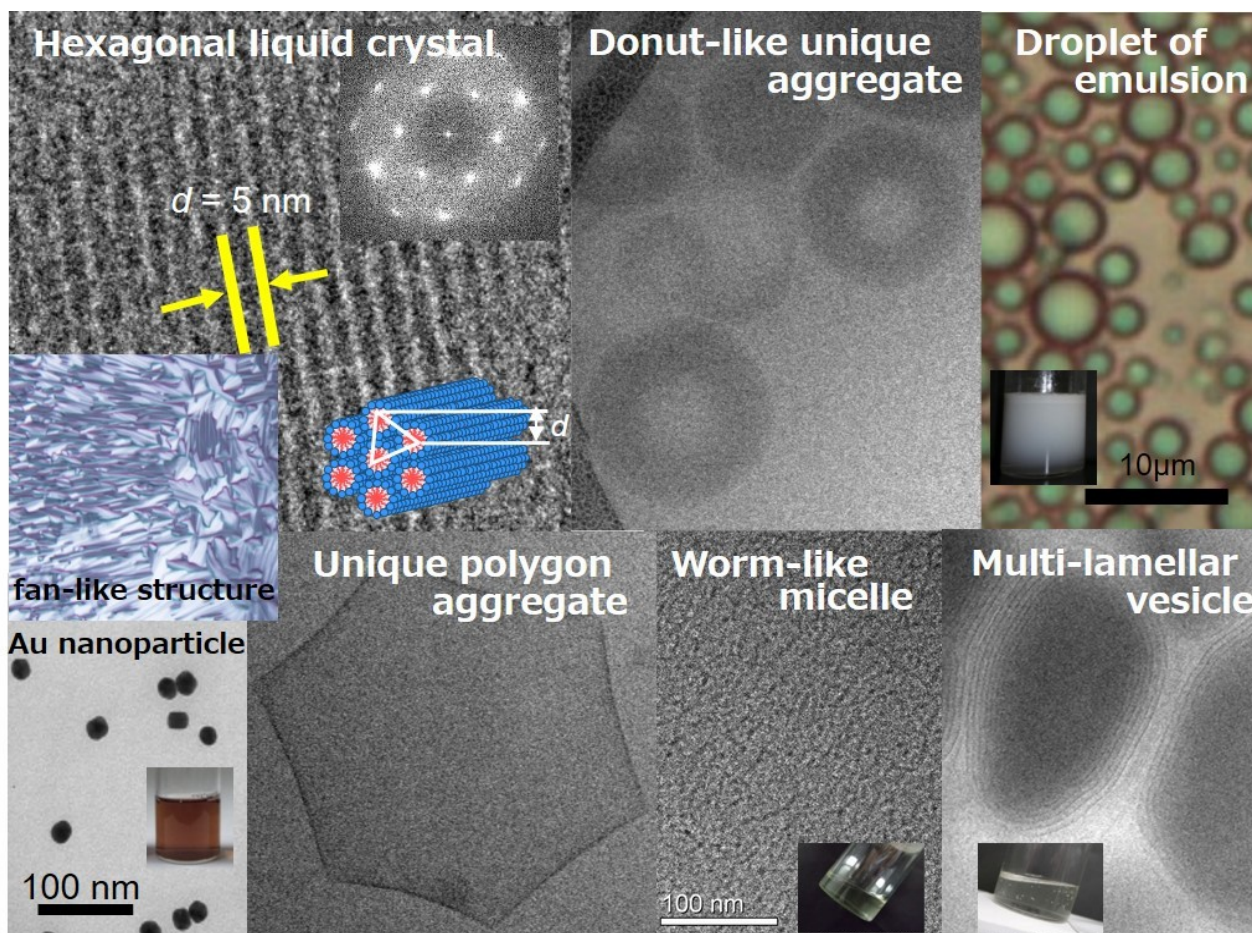 Hexagonal liquid crystal
d = 5 nm
d
fan-like structure
Donut-like unique
aggregate
Droplet of
emulsion
10μm
Au nanoparticle
100 nm
Unique polygon
aggregate
Worm-like
micelle
100 nm
Multi-lamellar
vesicle